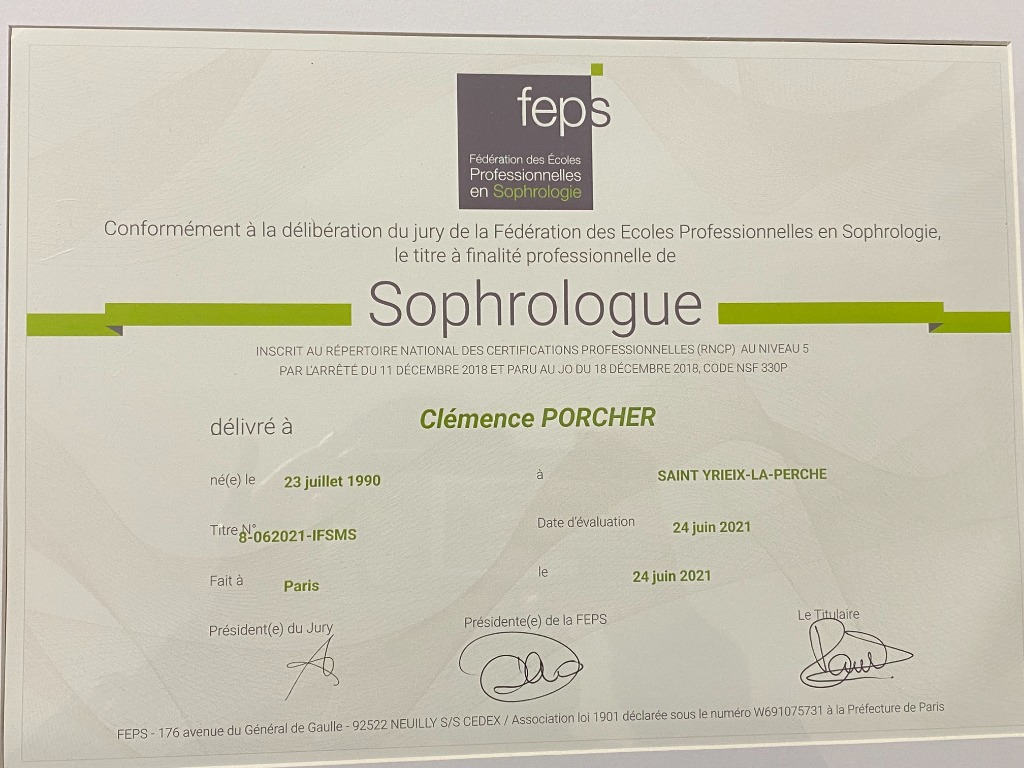 feps
Fédération des Écoles
Professionnelles
en Sophrologie
Conformément à la délibération du jury de la Fédération des Ecoles Professionnelles en Sophrologie,
le titre à finalité professionnelle de
Sophrologue
INSCRIT AU RÉPERTOIRE NATIONAL DES CERTIFICATIONS PROFESSIONNELLES (RNCP) AU NIVEAU 5
PAR L'ARRÊTÉ DU 11 DÉCEMBRE 2018 ET PARU AU JO DU 18 DÉCEMBRE 2018, CODE NSF 330P
délivré à Clémence PORCHER
né(e) le 23 juillet 1990 à SAINT YRIEIX-LA-PERCHE
Titre N° 8-062021-IFSMS Date d'évaluation 24 juin 2021
Fait à Paris le 24 juin 2021
Président(e) du Jury Présidente(e) de la FEPS Le Titulaire
FEPS - 176 avenue du Général de Gaulle - 92522 NEUILLY S/S CEDEX / Association loi 1901 déclarée sous le numéro W691075731 à la Préfecture de Paris